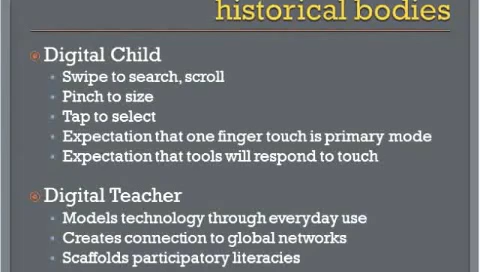 historical bodies
Digital Child
Swipe to search, scroll
Pinch to size
Tap to select
Expectation that one finger touch is primary mode
Expectation that tools will respond to touch
Digital Teacher
Models technology through everyday use
Creates connection to global networks
Scaffolds participatory literacies